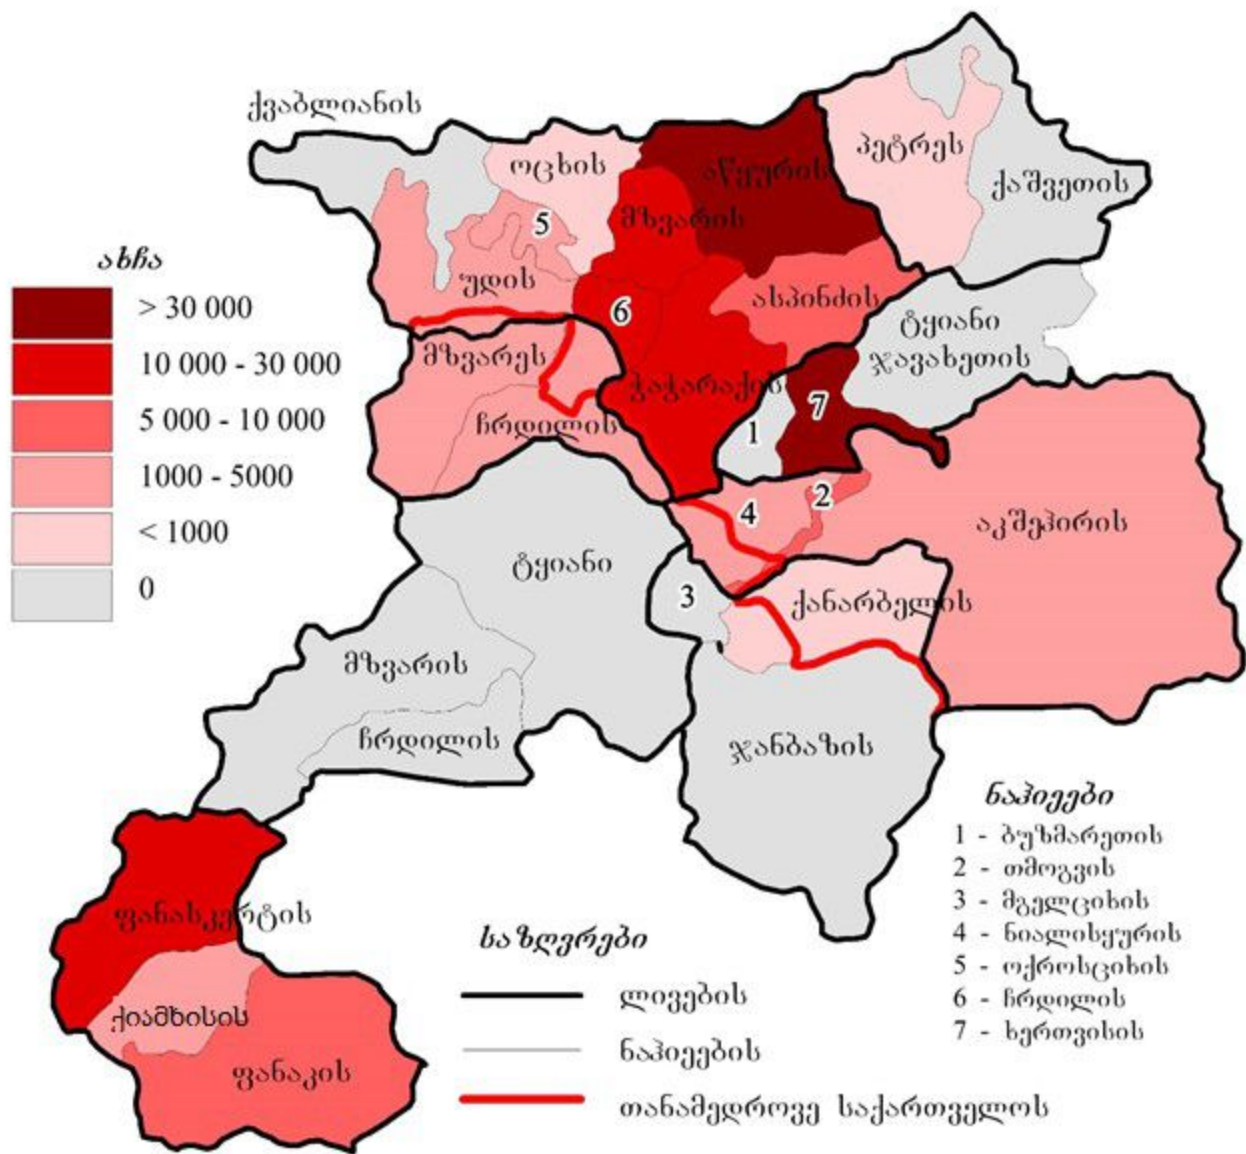 ქვაბლიანის
ოცხის
აწყურის
პეტრეს
ქაშვეთის
მზვარის
5
უდის
6
ასპინძის
ტყიანი
ჯავახეთის
მზვარეს
ჭაჭარაქის
7
ჩრდილის
1
2
4
აკშეჰირის
ტყიანი
3
ქანარბელის
მზვარის
ჩრდილის
ჯანბაზის
ფანასკერტის
ქიამხისის
ფანაკის
ახჩა
> 30 000
10 000 - 30 000
5 000 - 10 000
1000 - 5000
< 1000
0
საზღვრები
ლივების
ნაჰიეების
თანამედროვე საქართველოს
ნაჰიეები
1 - ბუზმარეთის
2 - თმოგვის
3 - მგელციხის
4 - ნიალისყურის
5 - ოქროსციხის
6 - ჩრდილის
7 - ხერთვისის